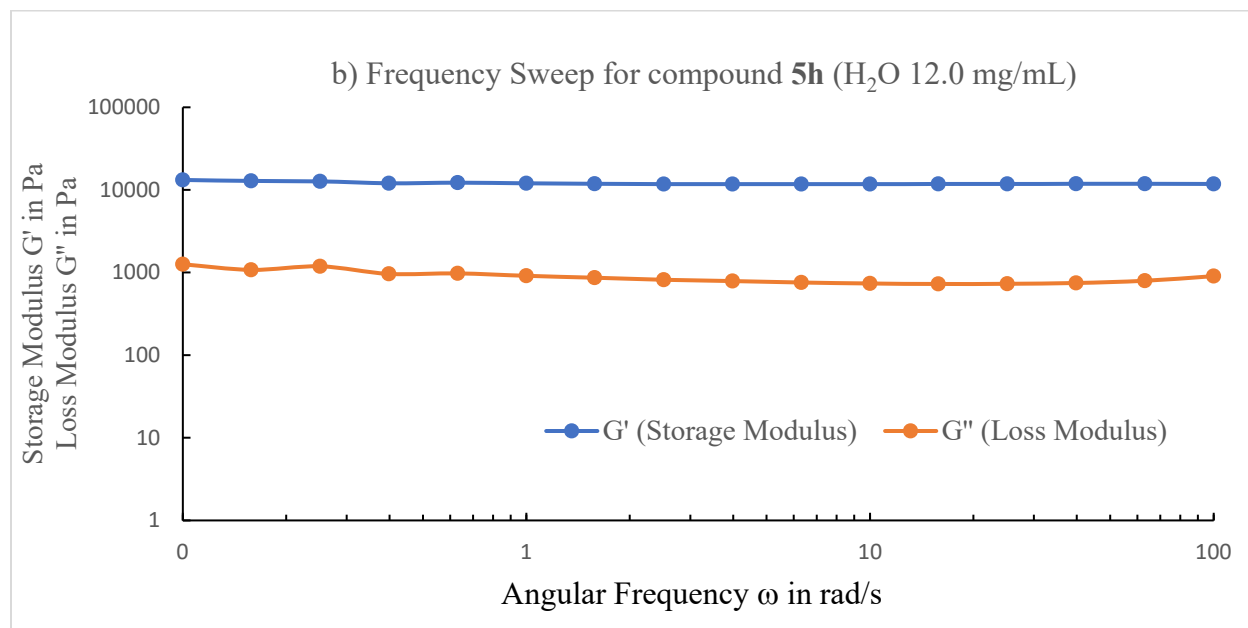 b) Frequency Sweep for compound 5h (H₂O 12.0 mg/mL)
Storage Modulus G' in Pa
Loss Modulus G" in Pa
100000
10000
1000
100
10
1
G' (Storage Modulus)
G" (Loss Modulus)
0
1
10
100
Angular Frequency ω in rad/s